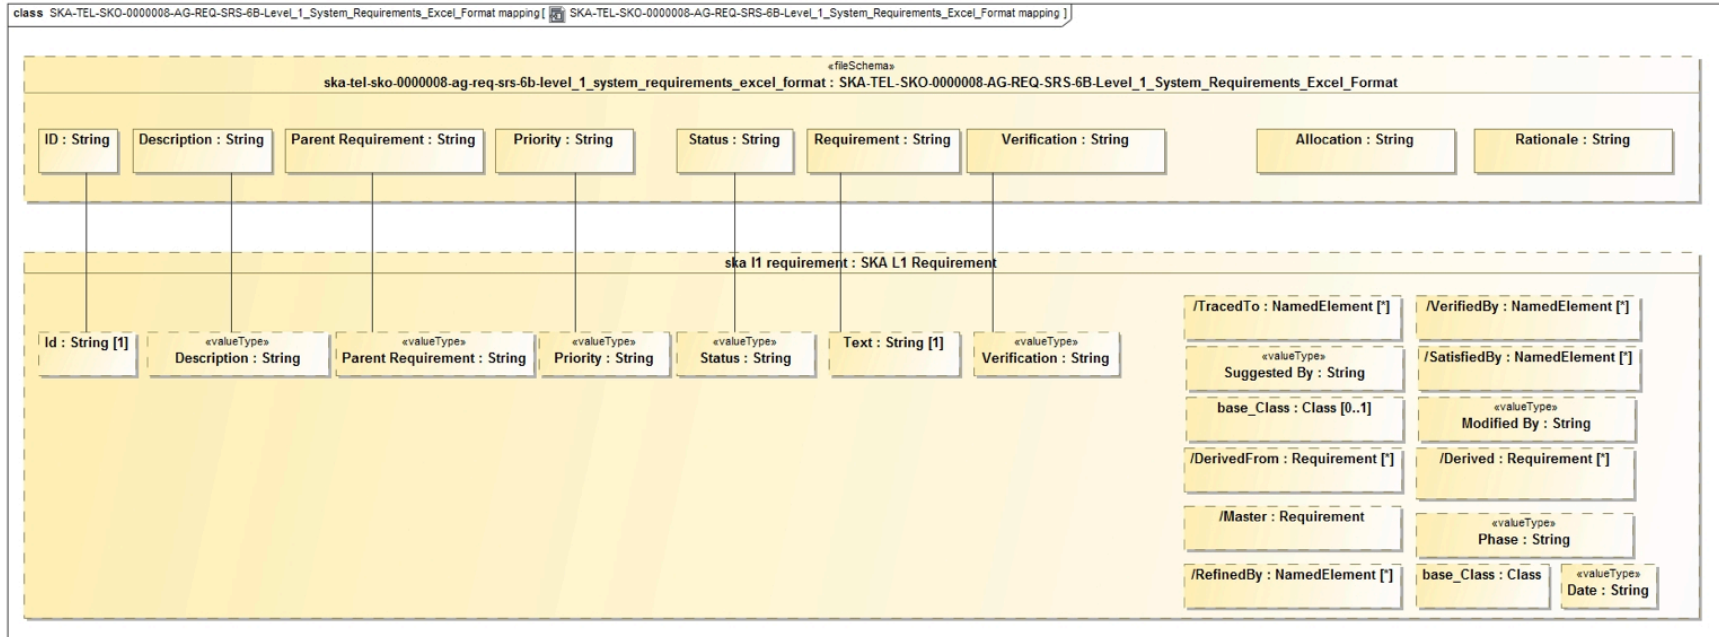 class SKA-TEL-SKO-0000008-AG-REQ-SRS-6B-Level_1_System_Requirements_Excel_Format mapping [ SKA-TEL-SKO-0000008-AG-REQ-SRS-6B-Level_1_System_Requirements_Excel_Format mapping ]
«fileSchema»
ska-tel-sko-0000008-ag-req-srs-6b-level_1_system_requirements_excel_format : SKA-TEL-SKO-0000008-AG-REQ-SRS-6B-Level_1_System_Requirements_Excel_Format
ID : String
Description : String
Parent Requirement : String
Priority : String
Status : String
Requirement : String
Verification : String
Allocation : String
Rationale : String
ska l1 requirement : SKA L1 Requirement
Id : String [1]
«valueType»
Description : String
«valueType»
Parent Requirement : String
«valueType»
Priority : String
«valueType»
Status : String
Text : String [1]
«valueType»
Verification : String
/TracedTo : NamedElement [*]
/VerifiedBy : NamedElement [*]
«valueType»
Suggested By : String
/SatisfiedBy : NamedElement [*]
base_Class : Class [0..1]
«valueType»
Modified By : String
/DerivedFrom : Requirement [*]
/Derived : Requirement [*]
/Master : Requirement
«valueType»
Phase : String
/RefinedBy : NamedElement [*]
base_Class : Class
«valueType»
Date : String